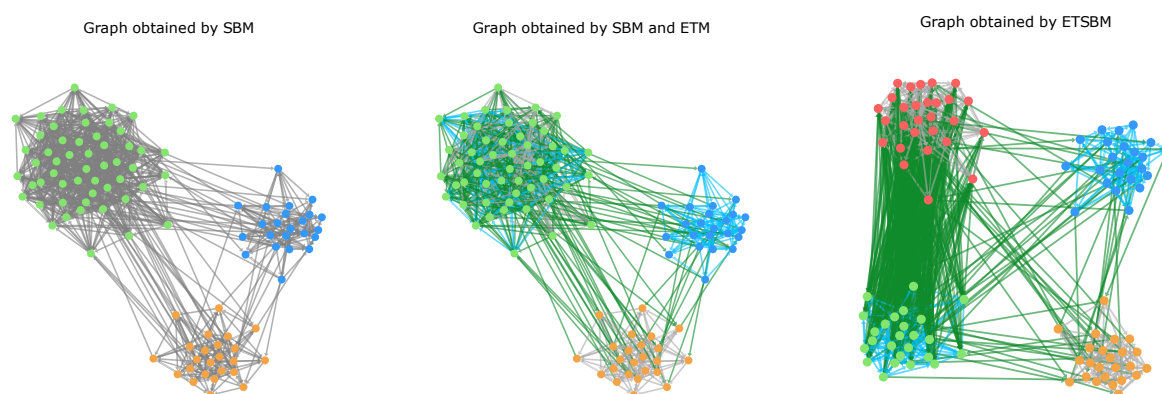 Graph obtained by SBM
Graph obtained by SBM and ETM
Graph obtained by ETSBM